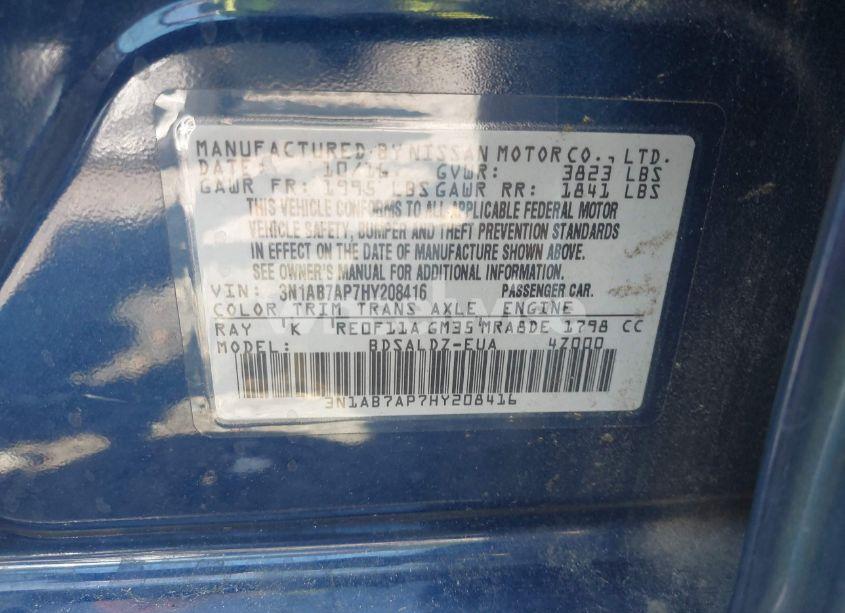 MANUFACTURED BY NISSAN MOTOR CO., LTD.
DATE: 10/16 GVWR: 3823 LBS
GAWR FR: 1995 LBS GAWR RR: 1841 LBS
THIS VEHICLE CONFORMS TO ALL APPLICABLE FEDERAL MOTOR
VEHICLE SAFETY, BUMPER AND THEFT PREVENTION STANDARDS
IN EFFECT ON THE DATE OF MANUFACTURE SHOWN ABOVE.
SEE OWNER'S MANUAL FOR ADDITIONAL INFORMATION.
VIN: 3N1AB7AP7HY208416 PASSENGER CAR.
COLOR TRIM TRANS AXLE ENGINE
RAY 'K RE0F11A GM35 MRA8DE 1798 CC
MODEL: BDSALDZ-EUA 4Z000
3N1AB7AP7HY208416